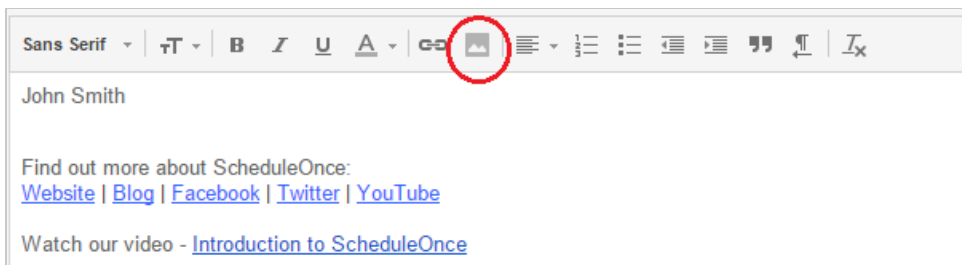 Sans Serif
John Smith
Find out more about ScheduleOnce:
Website | Blog | Facebook | Twitter | YouTube
Watch our video - Introduction to ScheduleOnce